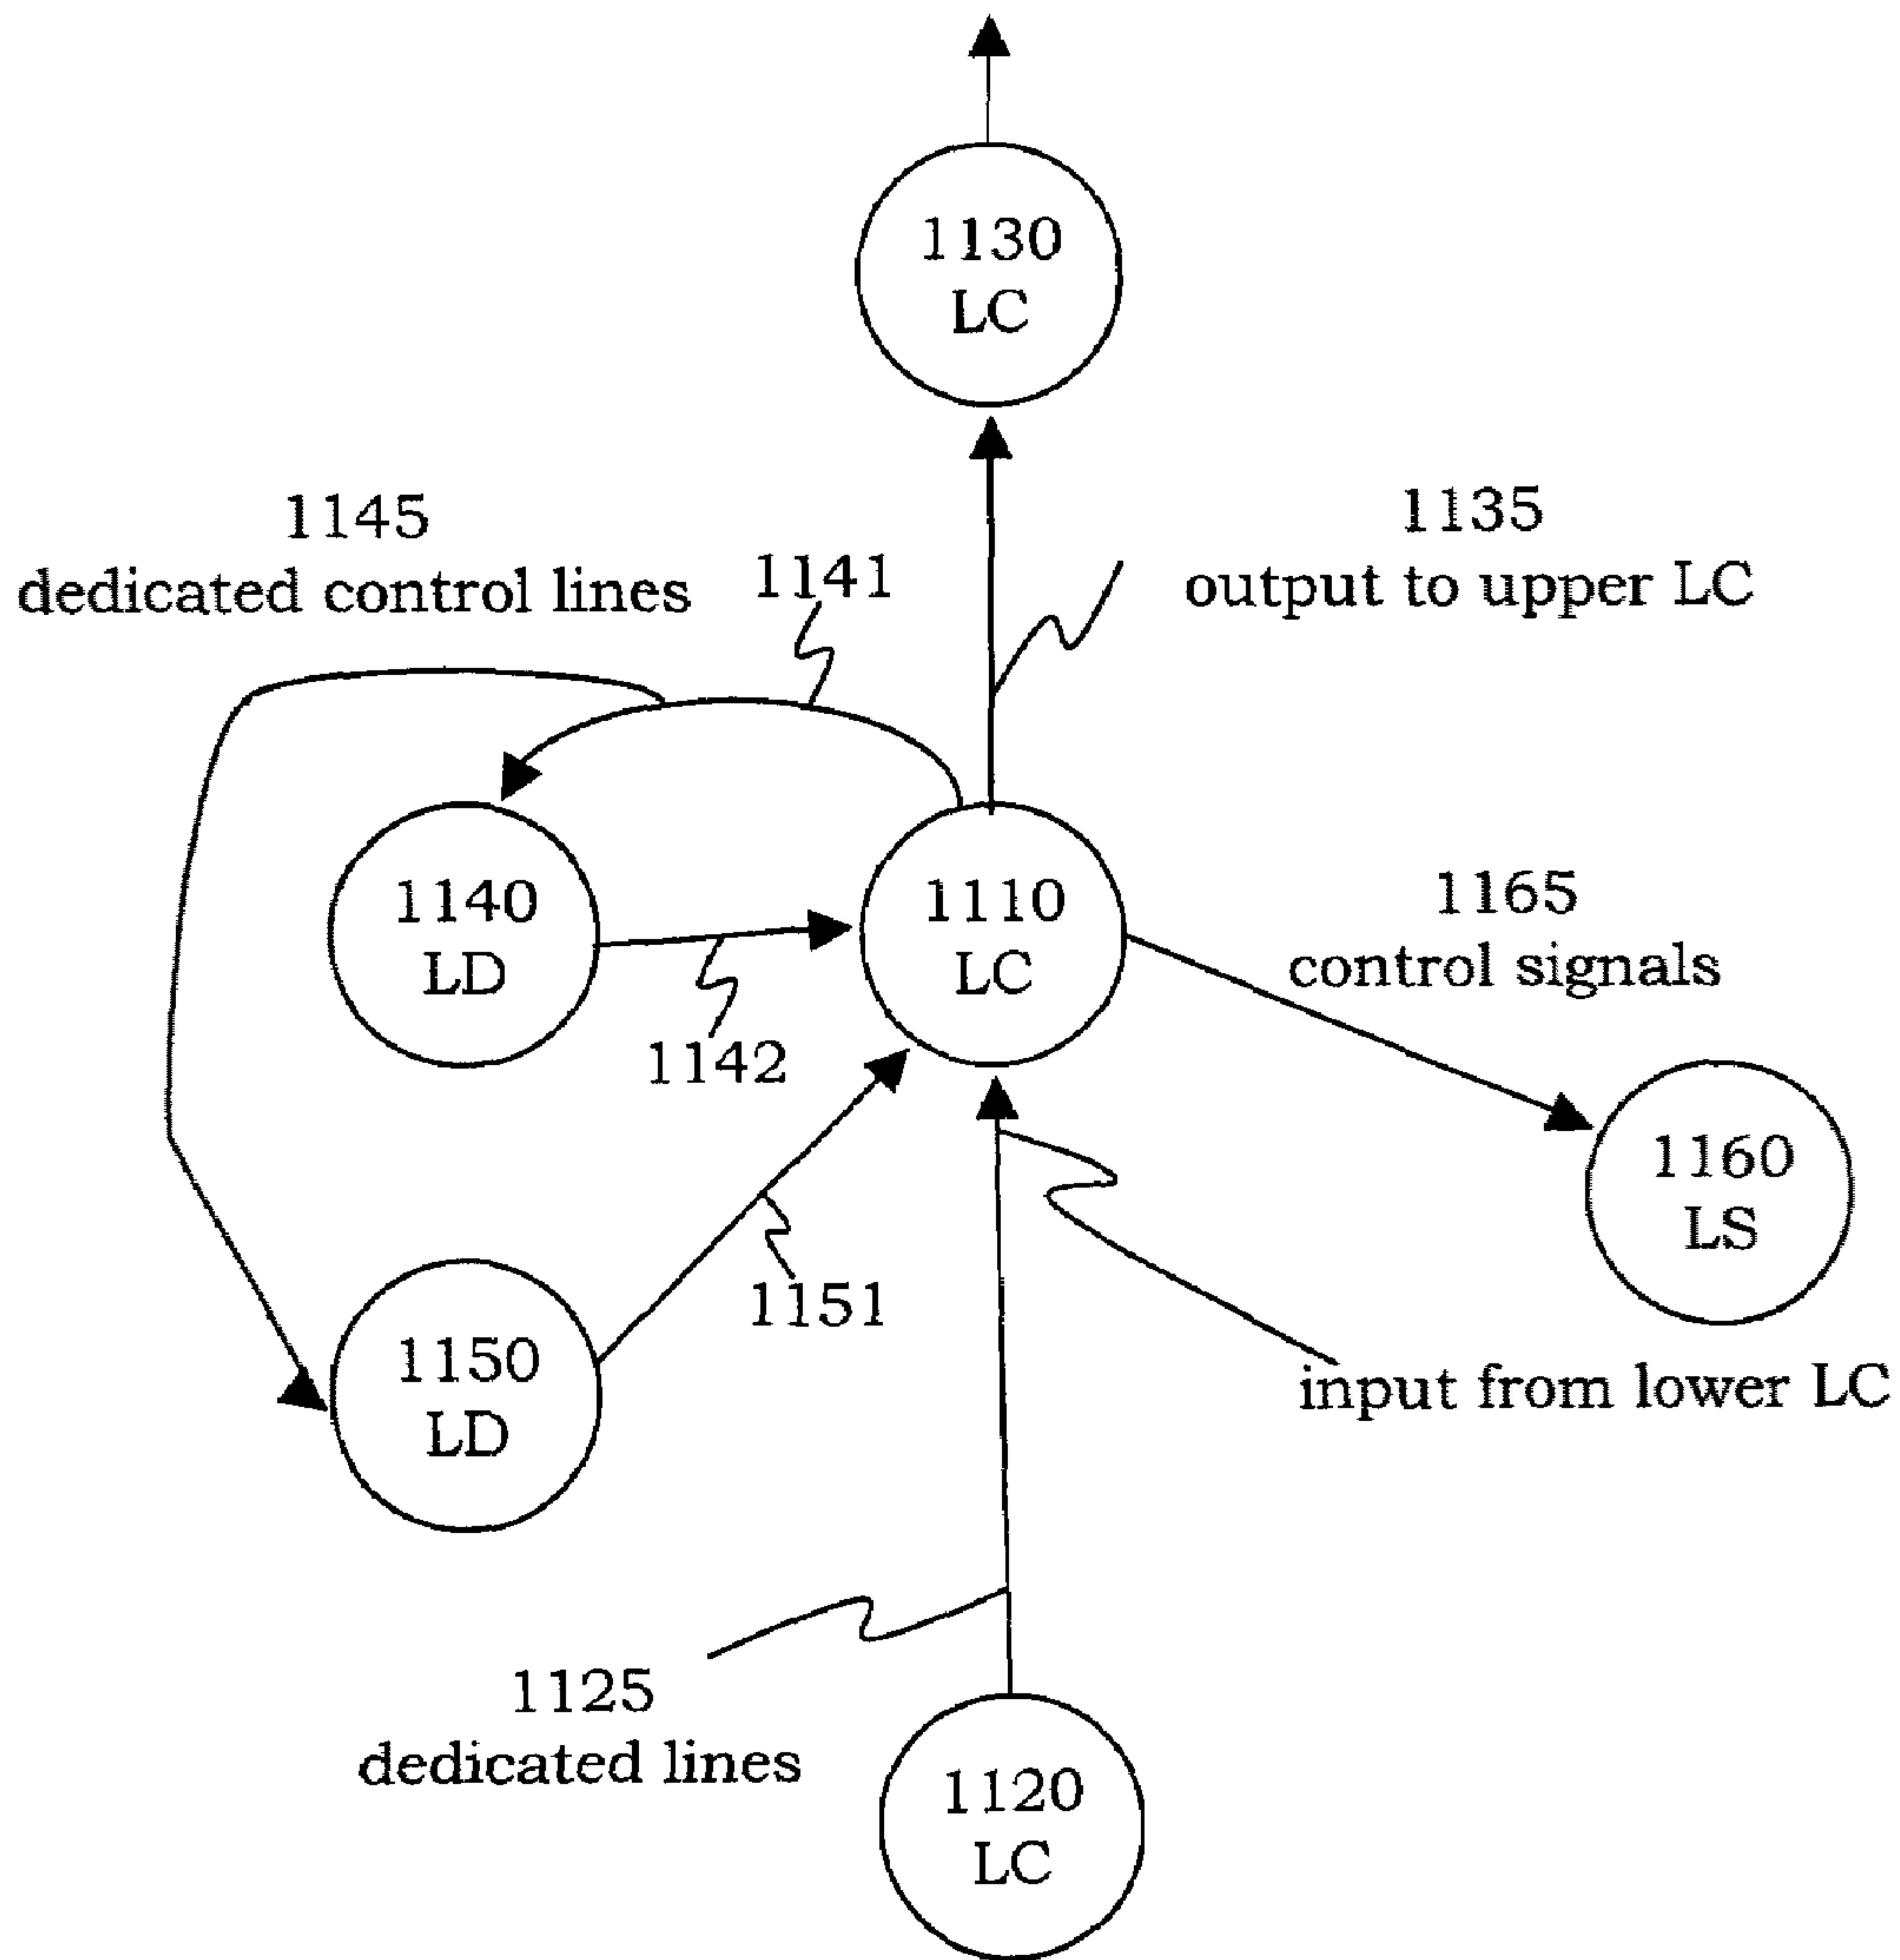 1130
LC
1145
dedicated control lines
1141
1135
output to upper LC
1140
LD
1110
LC
1165
control signals
1142
1160
LS
1151
1150
LD
input from lower LC
1125
dedicated lines
1120
LC